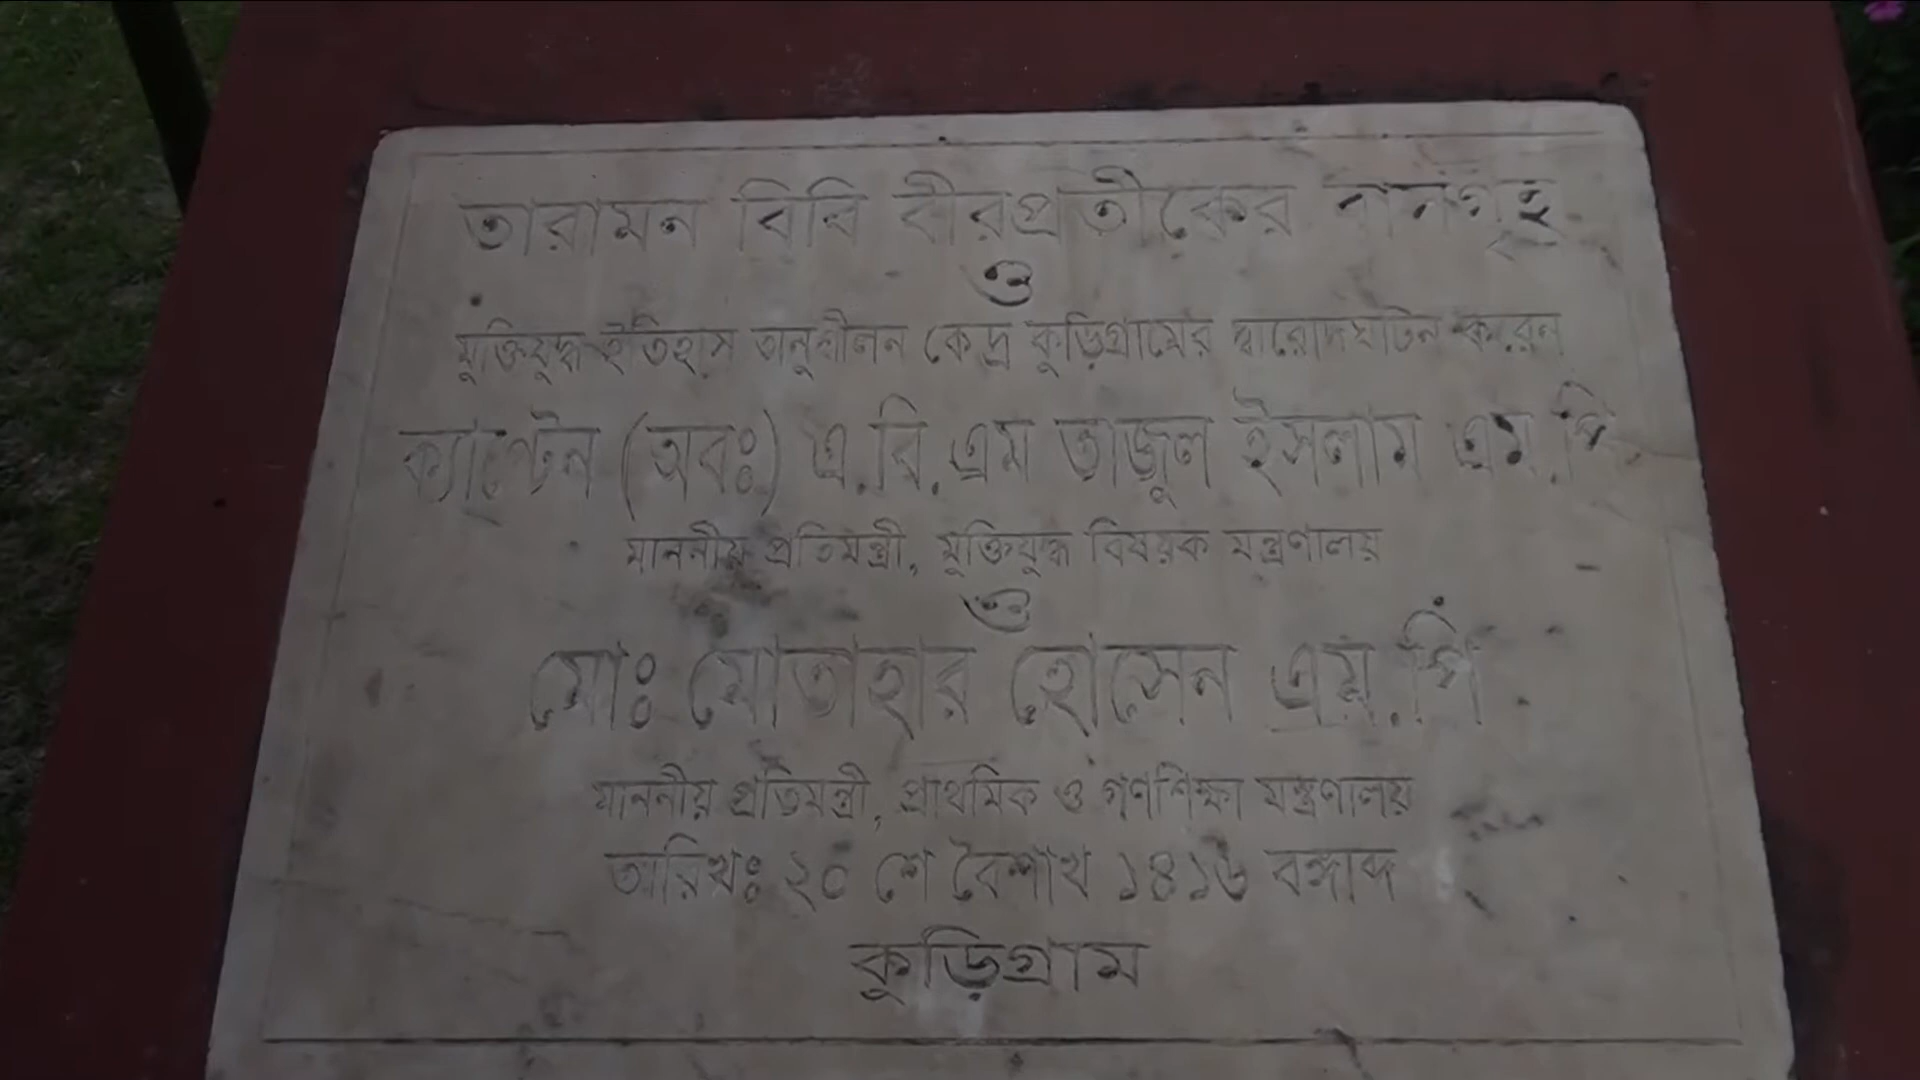 তারামন বিবি বীরপ্রতীকের বাসগৃহ
ও
মুক্তিযুদ্ধ ইতিহাস অনুশীলন কেন্দ্র কুড়িগ্রামের দ্বারোদঘাটন করেন
ক্যাপ্টেন (অবঃ) এ.বি.এম তাজুল ইসলাম এম.পি
মাননীয় প্রতিমন্ত্রী, মুক্তিযুদ্ধ বিষয়ক মন্ত্রণালয়
ও
মোঃ মোতাহার হোসেন এম.পি
মাননীয় প্রতিমন্ত্রী, প্রাথমিক ও গণশিক্ষা মন্ত্রণালয়
তারিখঃ ২০ শে বৈশাখ ১৪১৬ বঙ্গাব্দ
কুড়িগ্রাম